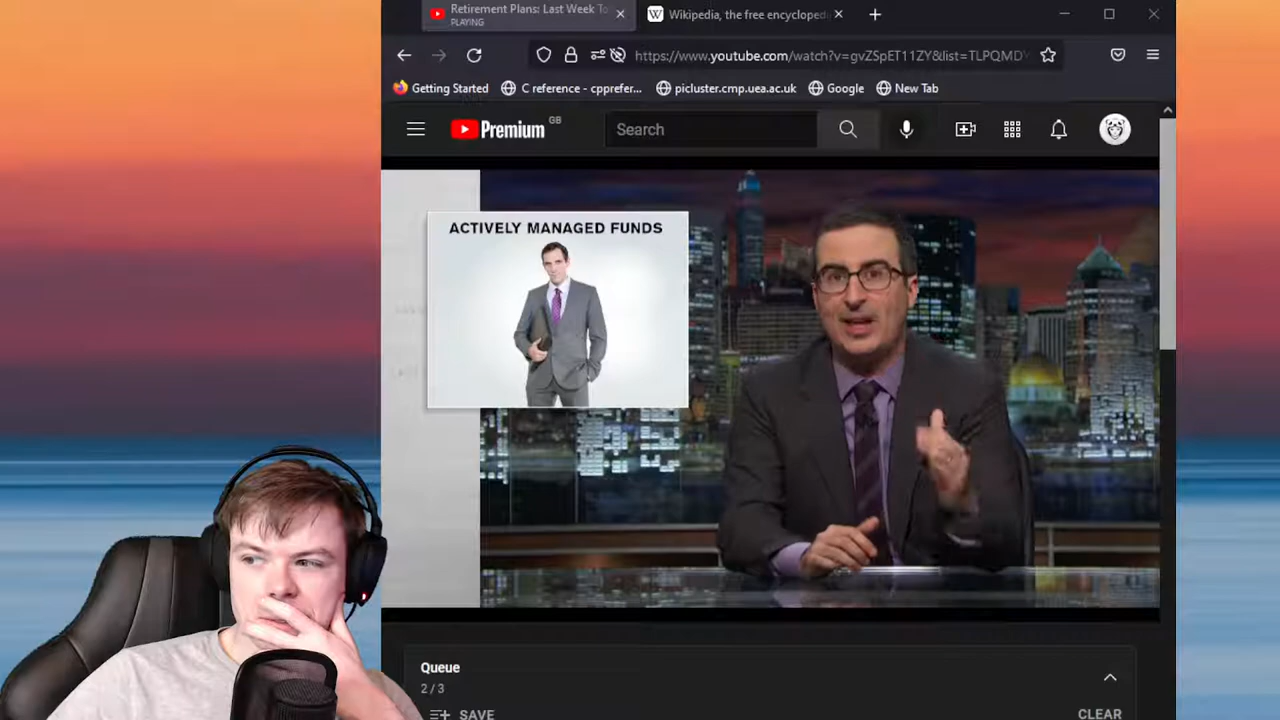 Retirement Plans: Last Week To
PLAYING
Wikipedia, the free encyclopedi
https://www.youtube.com/watch?v=gvZSpET11ZY&list=TLPQMD
Getting Started
C reference - cpprefer...
picluster.cmp.uea.ac.uk
Google
New Tab
Premium GB
Search
ACTIVELY MANAGED FUNDS
Queue
2 / 3
SAVE
CLEAR